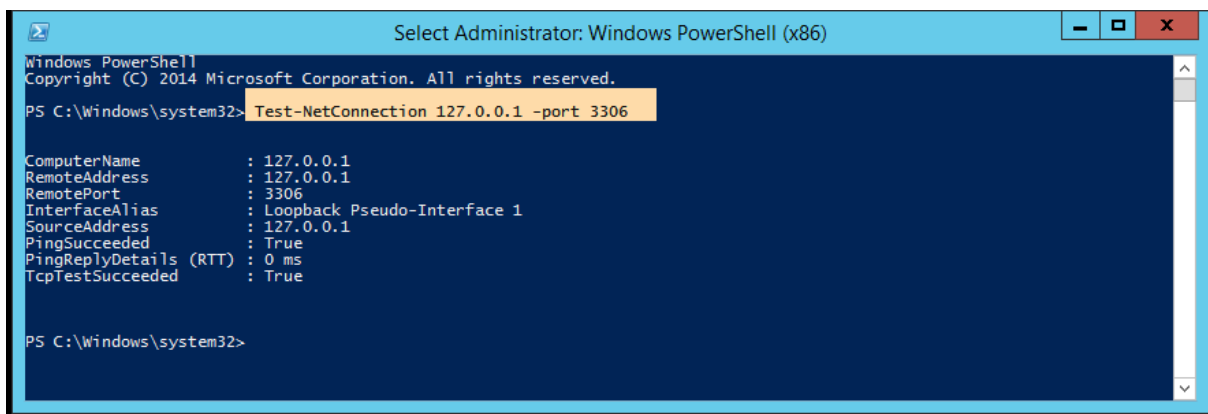 Select Administrator: Windows PowerShell (x86)
Windows PowerShell
Copyright (C) 2014 Microsoft Corporation. All rights reserved.
PS C:\Windows\system32> Test-NetConnection 127.0.0.1 -port 3306
ComputerName           : 127.0.0.1
RemoteAddress          : 127.0.0.1
RemotePort             : 3306
InterfaceAlias         : Loopback Pseudo-Interface 1
SourceAddress          : 127.0.0.1
PingSucceeded          : True
PingReplyDetails (RTT) : 0 ms
TcpTestSucceeded       : True
PS C:\Windows\system32>